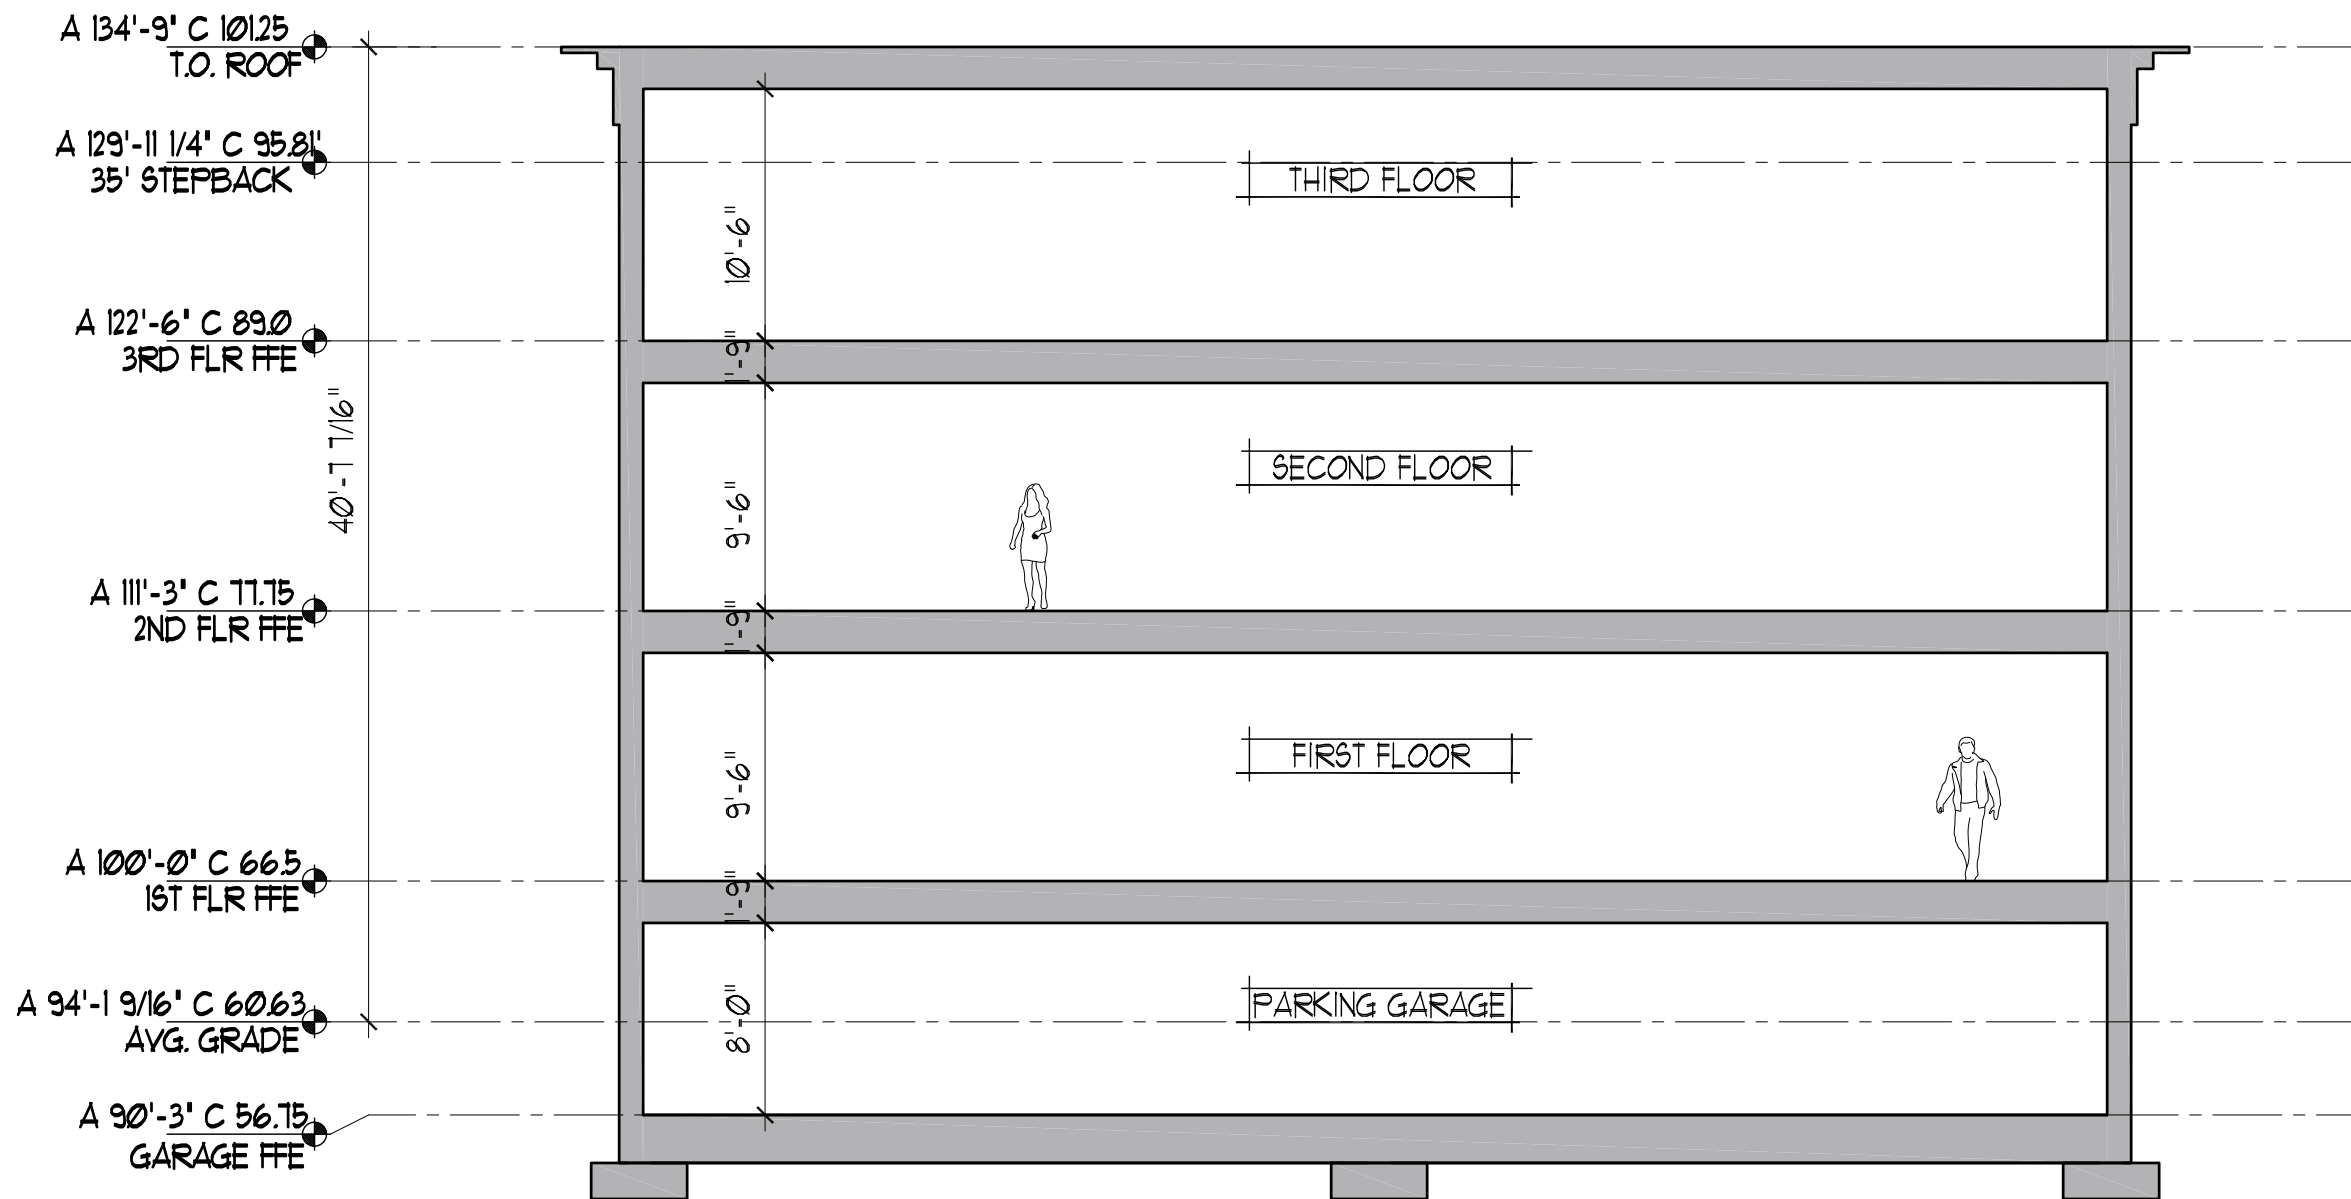 A 134'-9" C 101.25
T.O. ROOF
A 129'-11 1/4" C 95.81'
35' STEPBACK
THIRD FLOOR
10'-6"
A 122'-6" C 89.0
3RD FLR FFE
1'-9"
40'-7 7/16"
SECOND FLOOR
9'-6"
A 111'-3" C 77.75
2ND FLR FFE
1'-9"
FIRST FLOOR
9'-6"
A 100'-0" C 66.5
1ST FLR FFE
1'-9"
A 94'-1 9/16" C 60.63
AVG. GRADE
PARKING GARAGE
8'-0"
A 90'-3" C 56.75
GARAGE FFE